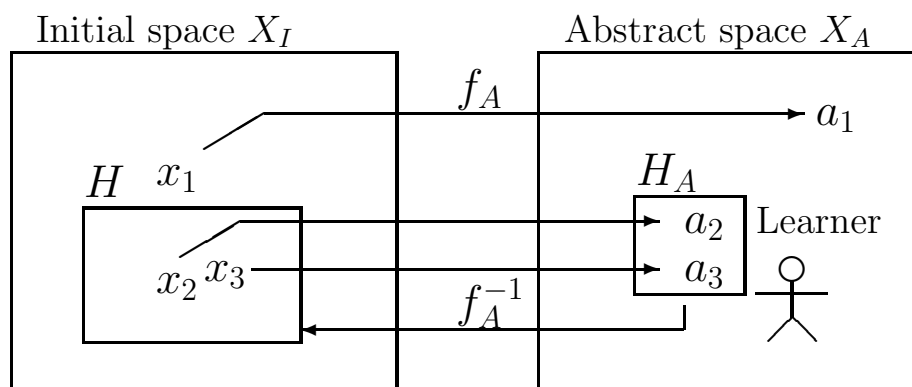 Initial space X_I Abstract space X_A
f_A
a_1
x_1
H H_A
a_2 Learner
x_2 x_3 a_3
f_A^{-1}